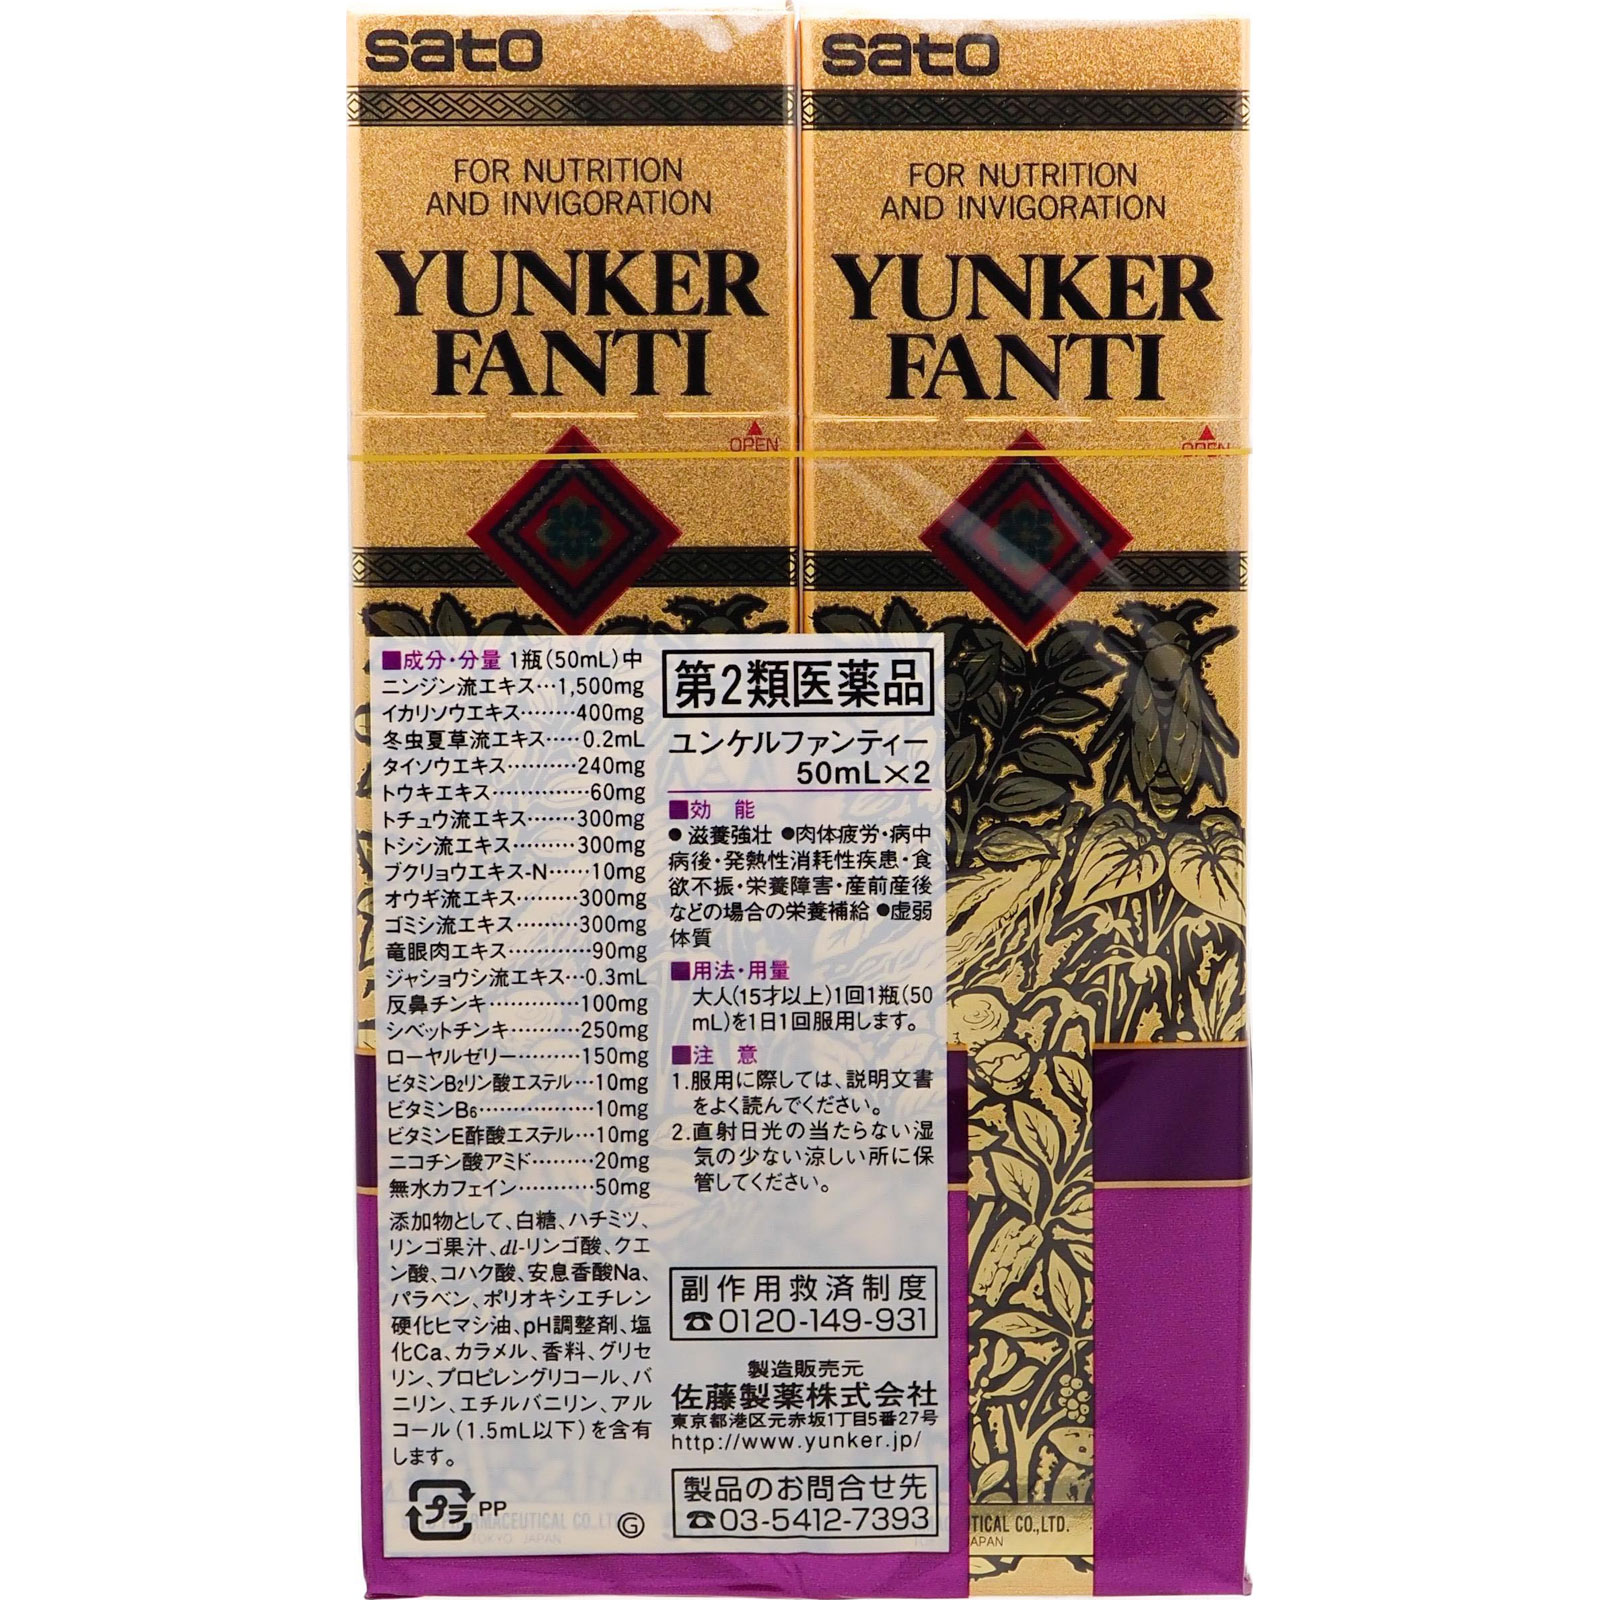 sato
FOR NUTRITION
AND INVIGORATION
YUNKER
FANTI
OPEN
sato
FOR NUTRITION
AND INVIGORATION
YUNKER
FANTI
OPEN
■成分・分量 1瓶(50mL)中
ニンジン流エキス…1,500mg
イカリソウエキス……400mg
冬虫夏草流エキス……0.2mL
タイソウエキス………240mg
トウキエキス…………60mg
トチュウ流エキス……300mg
トシシ流エキス………300mg
ブクリョウエキス-N……10mg
オウギ流エキス………300mg
ゴミシ流エキス………300mg
竜眼肉エキス…………90mg
ジャショウシ流エキス…0.3mL
反鼻チンキ……………100mg
シベットチンキ………250mg
ローヤルゼリー………150mg
ビタミンB2リン酸エステル…10mg
ビタミンB6……………10mg
ビタミンE酢酸エステル…10mg
ニコチン酸アミド………20mg
無水カフェイン…………50mg
添加物として、白糖、ハチミツ、
リンゴ果汁、dl-リンゴ酸、クエ
ン酸、コハク酸、安息香酸Na、
パラベン、ポリオキシエチレン
硬化ヒマシ油、pH調整剤、塩
化Ca、カラメル、香料、グリセ
リン、プロピレングリコール、バ
ニリン、エチルバニリン、アル
コール(1.5mL以下)を含有
します。
プラ PP
G
第2類医薬品
ユンケルファンティー
50mL×2
■効 能
●滋養強壮 ●肉体疲労・病中
病後・発熱性消耗性疾患・食
欲不振・栄養障害・産前産後
などの場合の栄養補給 ●虚弱
体質
■用法・用量
大人(15才以上)1回1瓶(50
mL)を1日1回服用します。
■注 意
1.服用に際しては、説明文書
をよく読んでください。
2.直射日光の当たらない湿
気の少ない涼しい所に保
管してください。
副作用救済制度
☎0120-149-931
製造販売元
佐藤製薬株式会社
東京都港区元赤坂1丁目5番27号
http://www.yunker.jp/
製品のお問合せ先
☎03-5412-7393
SATO PHARMACEUTICAL CO.,LTD.
TOKYO JAPAN
TICAL CO.,LTD.
JAPAN